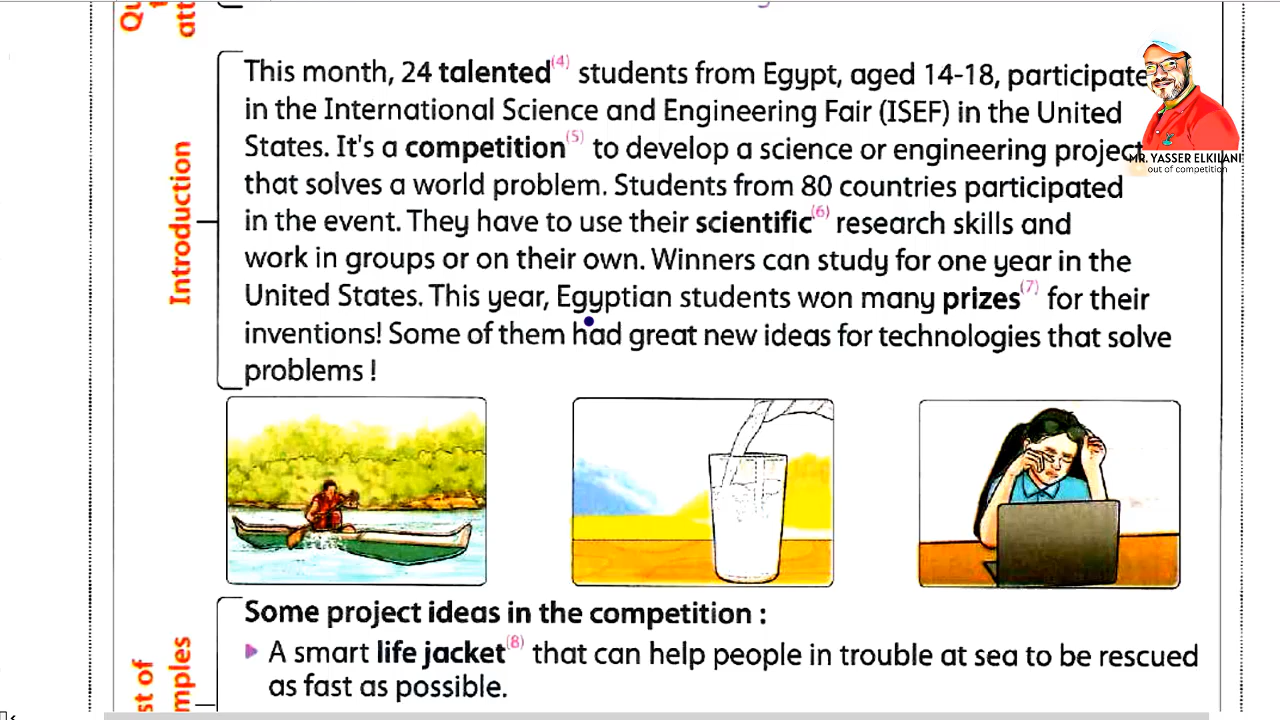 Qu
att
This month, 24 talented(4) students from Egypt, aged 14-18, participate
in the International Science and Engineering Fair (ISEF) in the United
States. It's a competition(5) to develop a science or engineering project
MR. YASSER ELKILANI
out of competition
that solves a world problem. Students from 80 countries participated
in the event. They have to use their scientific(6) research skills and
work in groups or on their own. Winners can study for one year in the
United States. This year, Egyptian students won many prizes(7) for their
inventions! Some of them had great new ideas for technologies that solve
problems !
Introduction
Some project ideas in the competition :
A smart life jacket(8) that can help people in trouble at sea to be rescued
as fast as possible.
st of
mples